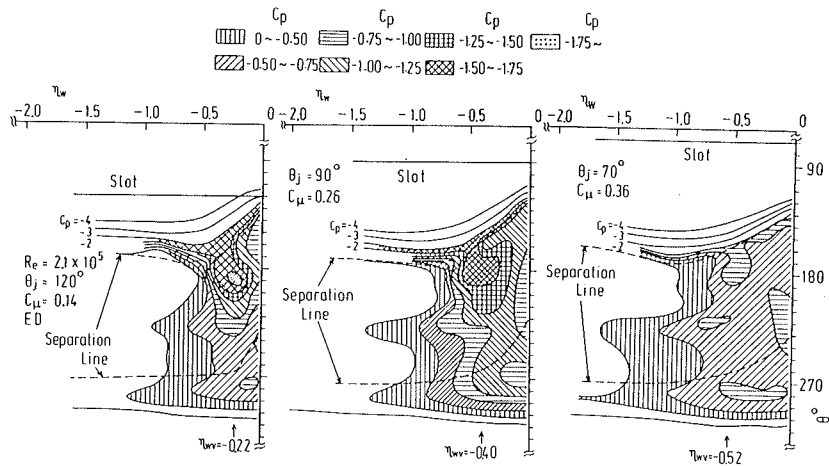 Cp Cp Cp Cp
0 ~ -0.50 -0.75 ~ -1.00 -1.25 ~ -1.50 -1.75 ~
-0.50 ~ -0.75 -1.00 ~ -1.25 -1.50 ~ -1.75
ηw
-2.0 -1.5 -1.0 -0.5 0
Slot
Cp = -4
-3
-2
Re = 2.1 x 10⁵
θj = 120°
Cμ = 0.14
ED
Separation
Line
ηwv = -0.22
ηw
-2.0 -1.5 -1.0 -0.5 0
θj = 90°
Cμ = 0.26
Slot
Cp = -4
-3
-2
Separation
Line
ηwv = -0.40
ηw
-2.0 -1.5 -1.0 -0.5 0
Slot
θj = 70°
Cμ = 0.36
Cp = -4
-3
-2
Separation
Line
ηwv = -0.52
90
180
270
θ°